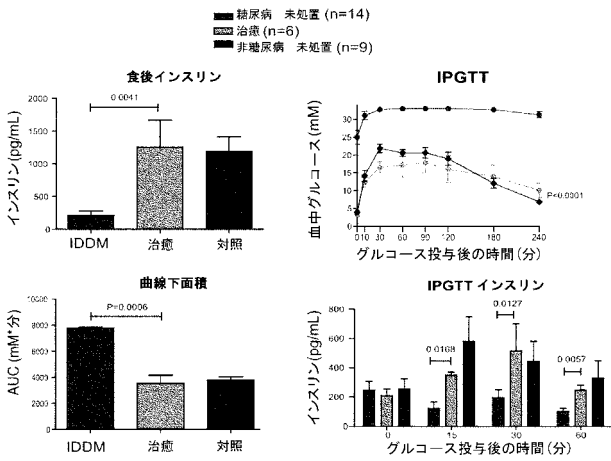 糖尿病 未処置 (n=14)
治癒 (n=6)
非糖尿病 未処置 (n=9)
食後インスリン
インスリン(pg/mL)
2000
1500
1000
500
0
0.0041
IDDM
治癒
対照
IPGTT
血中グルコース(mM)
35
30
25
20
15
10
5
0
P<0.0001
0
10
30
60
90
120
180
240
グルコース投与後の時間(分)
曲線下面積
AUC (mM*分)
10000
8000
6000
4000
2000
0
P=0.0006
IDDM
治癒
対照
IPGTT インスリン
インスリン(pg/mL)
800
600
400
200
0
0.0168
0.0127
0.0057
0
15
30
60
グルコース投与後の時間(分)